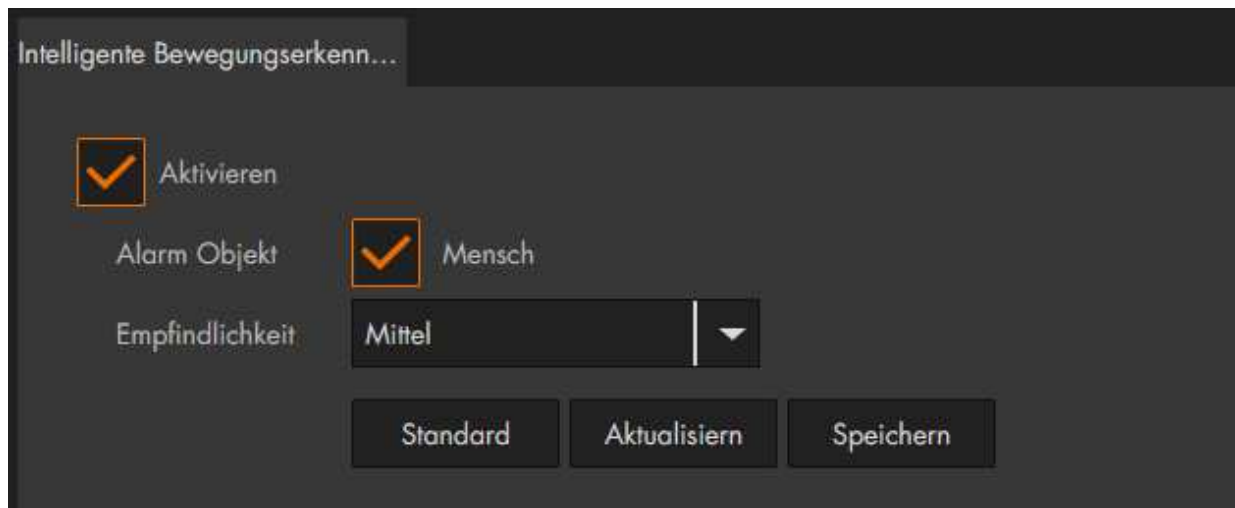 Intelligente Bewegungserkenn...
Aktivieren
Alarm Objekt Mensch
Empfindlichkeit Mittel
Standard Aktualisiern Speichern